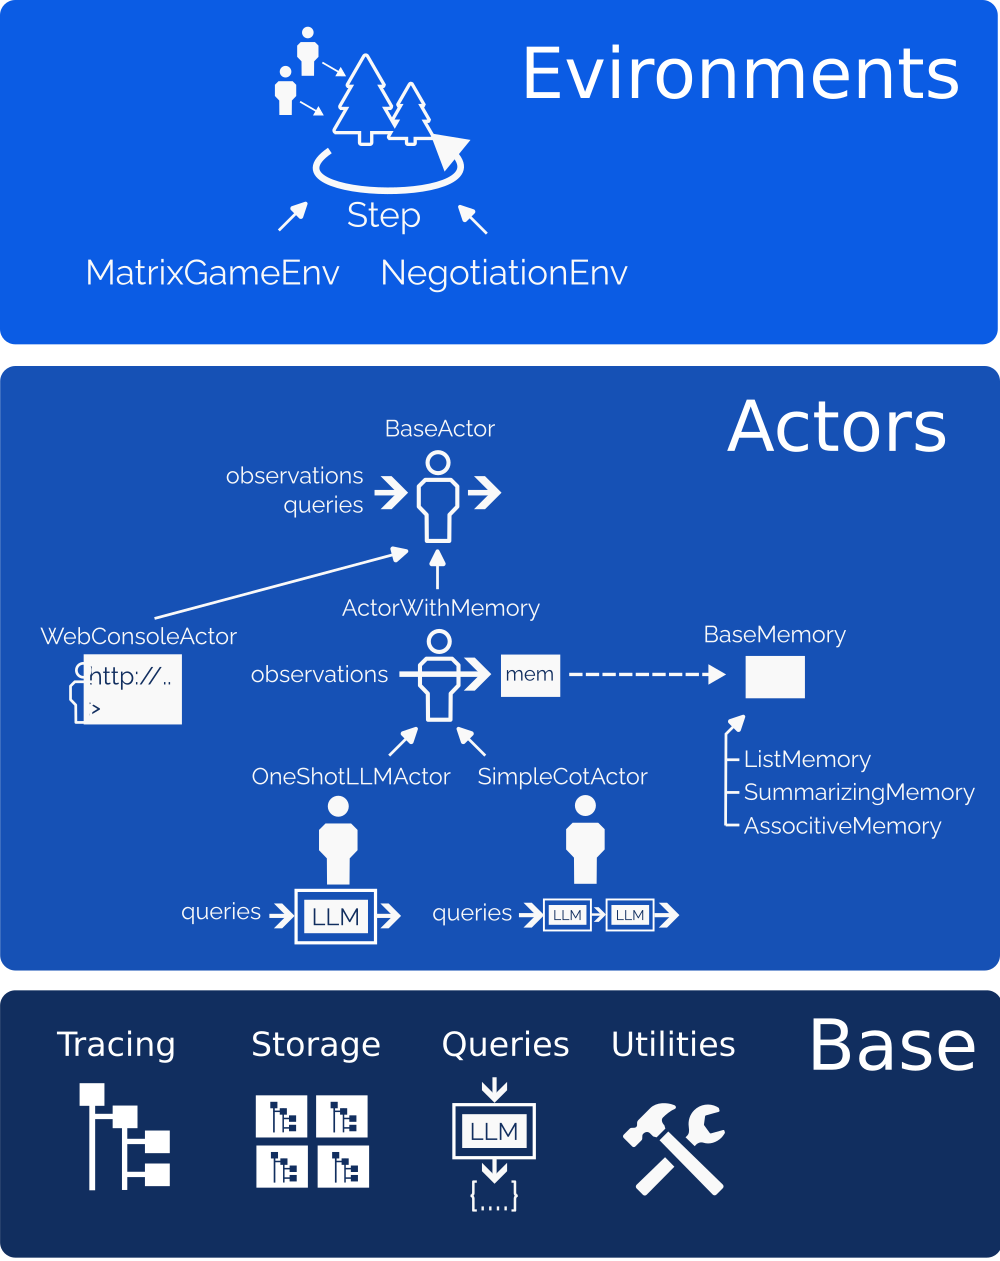 Evironments
Step
MatrixGameEnv
NegotiationEnv
Actors
BaseActor
observations
queries
ActorWithMemory
WebConsoleActor
http://..
>
observations
mem
BaseMemory
ListMemory
SummarizingMemory
AssocitiveMemory
OneShotLLMActor
SimpleCotActor
queries
LLM
queries
LLM
LLM
Base
Tracing
Storage
Queries
Utilities
LLM
{....}